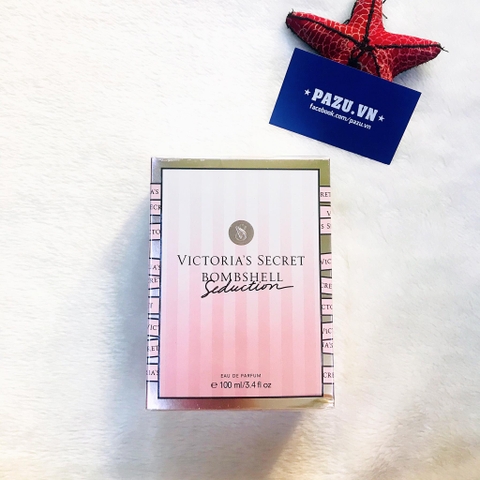 PAZU.VN
facebook.com/pazu.vn
VICTORIA'S SECRET
BOMBSHELL
Seduction
EAU DE PARFUM
℮ 100 ml/3.4 fl oz